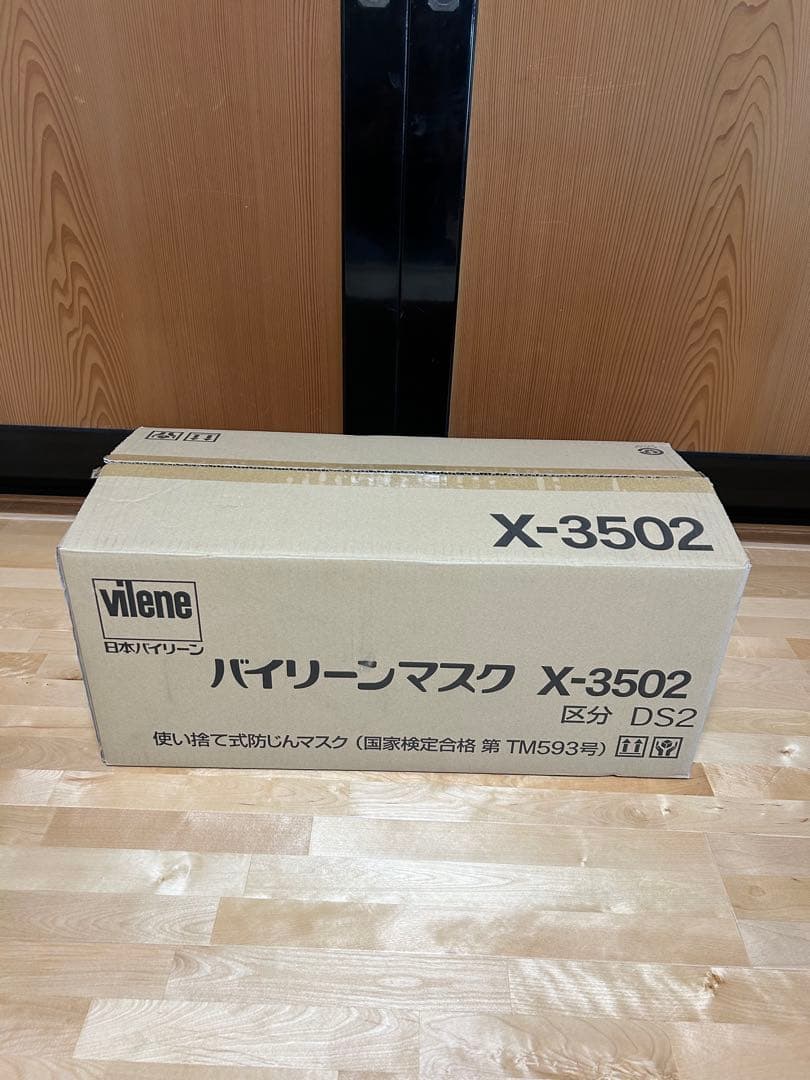 X-3502
vilene
日本バイリーン
バイリーンマスク X-3502
区分 DS2
使い捨て式防じんマスク (国家検定合格 第 TM593号)